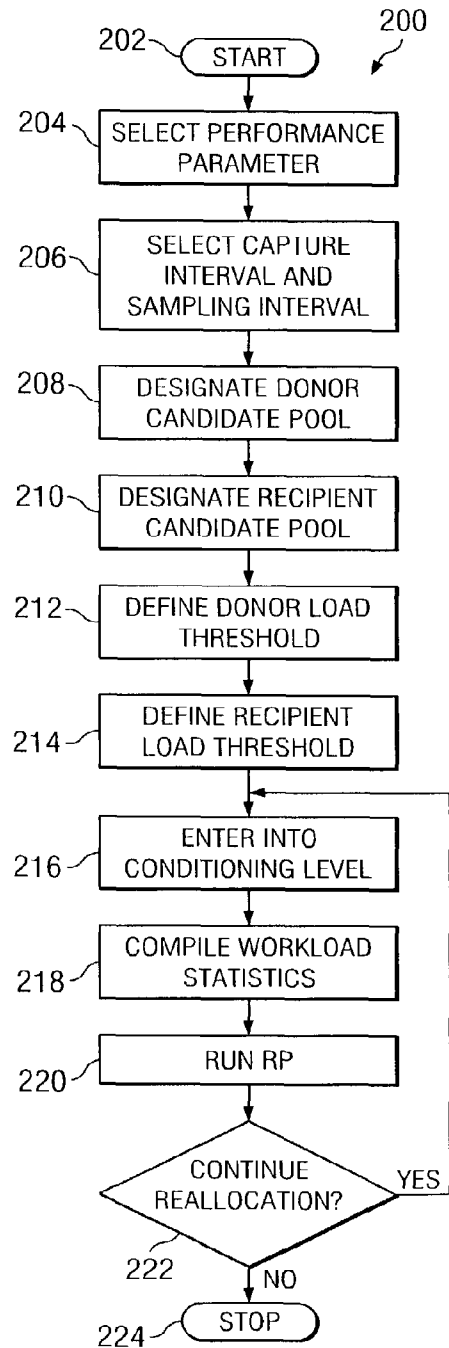 200
202
START
204
SELECT PERFORMANCE
PARAMETER
206
SELECT CAPTURE
INTERVAL AND
SAMPLING INTERVAL
208
DESIGNATE DONOR
CANDIDATE POOL
210
DESIGNATE RECIPIENT
CANDIDATE POOL
212
DEFINE DONOR LOAD
THRESHOLD
214
DEFINE RECIPIENT
LOAD THRESHOLD
216
ENTER INTO
CONDITIONING LEVEL
218
COMPILE WORKLOAD
STATISTICS
220
RUN RP
CONTINUE
REALLOCATION?
YES
222
NO
224
STOP